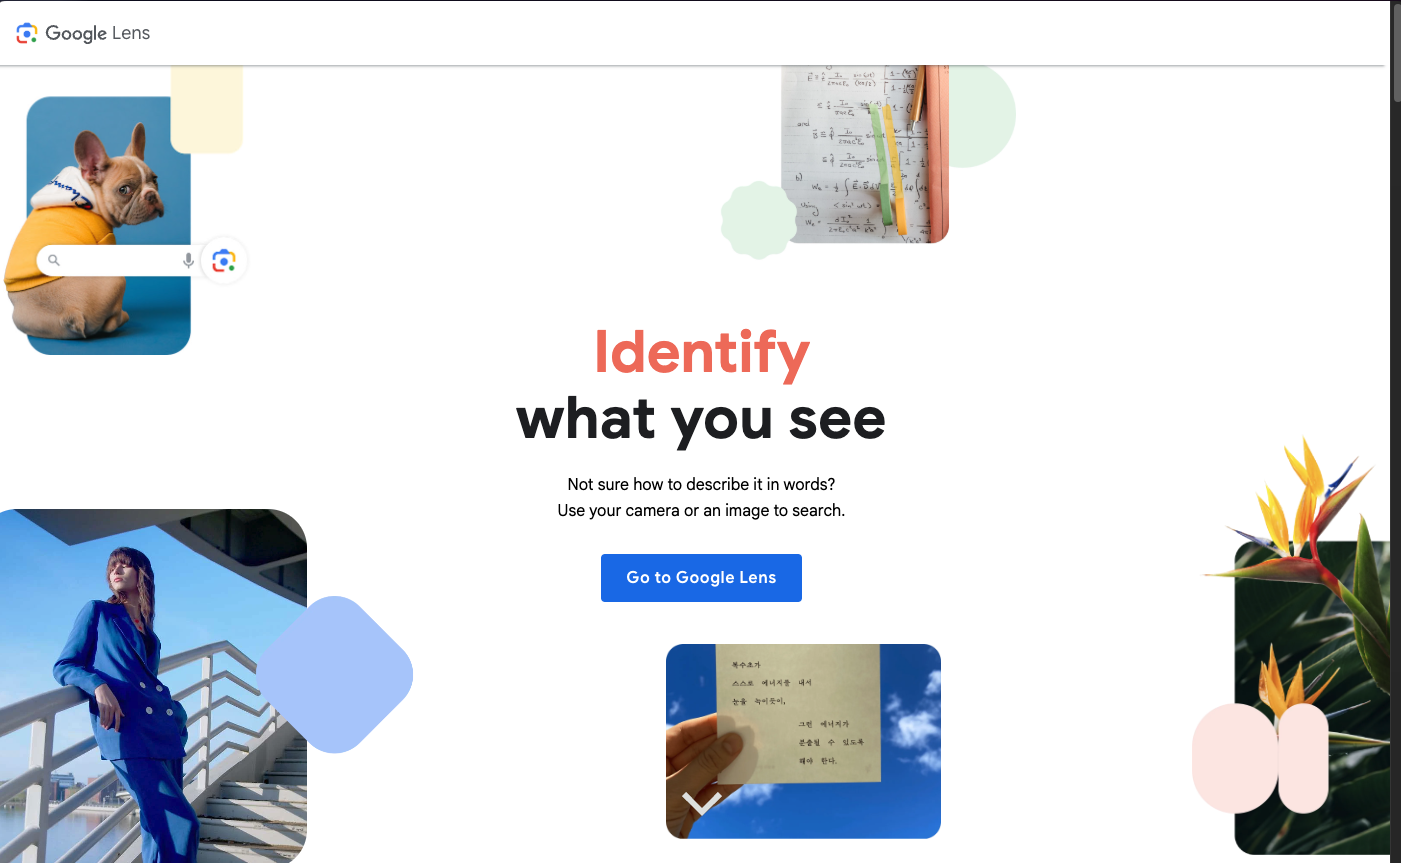 Google Lens
Champ
and
b)
Using
Identify
what you see
Not sure how to describe it in words?
Use your camera or an image to search.
Go to Google Lens
복수초가
스스로 에너지를 내서
눈을 녹이듯이,
그런 에너지가
분출될 수 있도록
해야 한다.